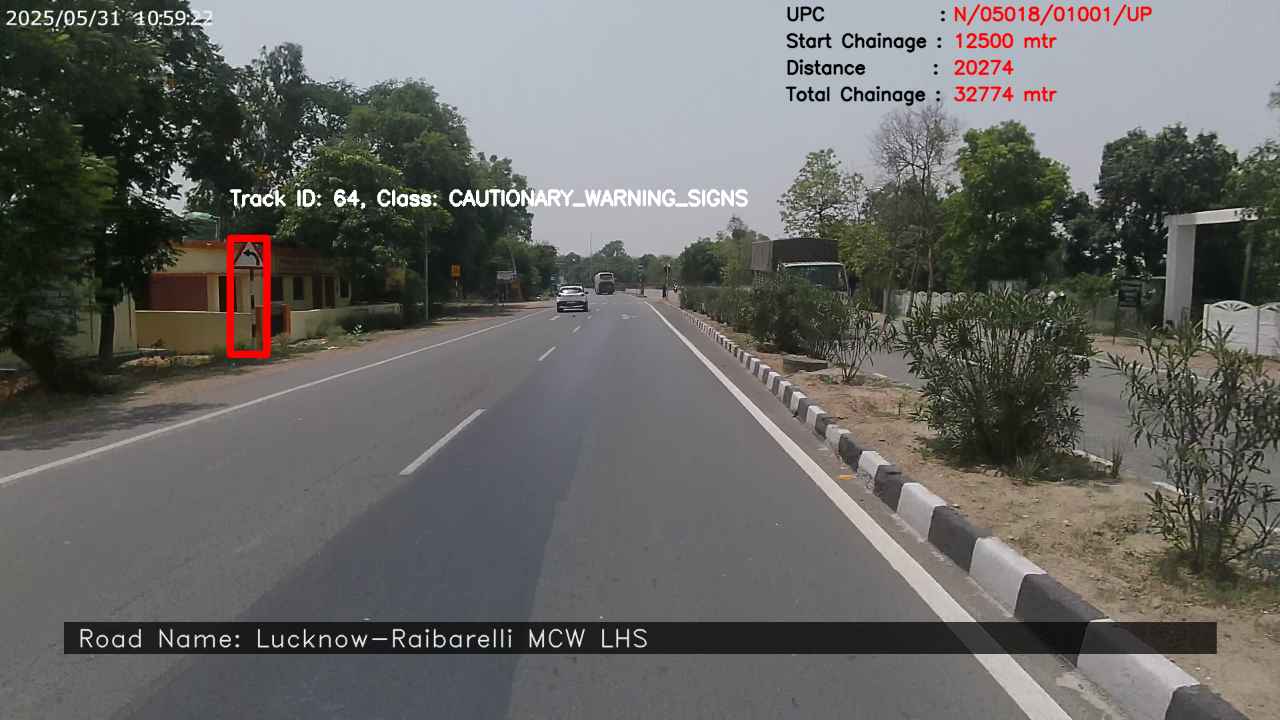 2025/05/31 10:59:22
UPC : N/05018/01001/UP
Start Chainage : 12500 mtr
Distance : 20274
Total Chainage : 32774 mtr
Track ID: 64, Class: CAUTIONARY_WARNING_SIGNS
Road Name: Lucknow-Raibarelli MCW LHS